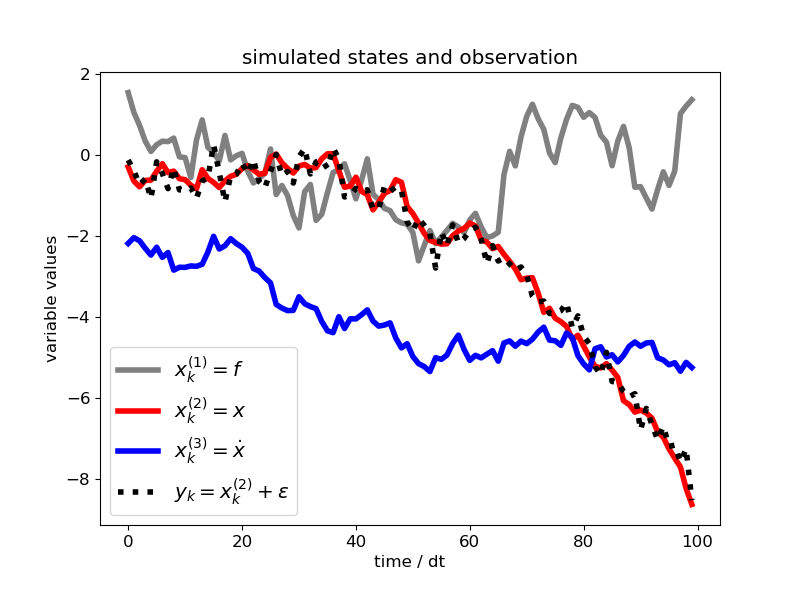 simulated states and observation
variable values
2
0
−2
−4
−6
−8
x_k^{(1)} = f
x_k^{(2)} = x
x_k^{(3)} = ẋ
y_k = x_k^{(2)} + ε
0 20 40 60 80 100
time / dt